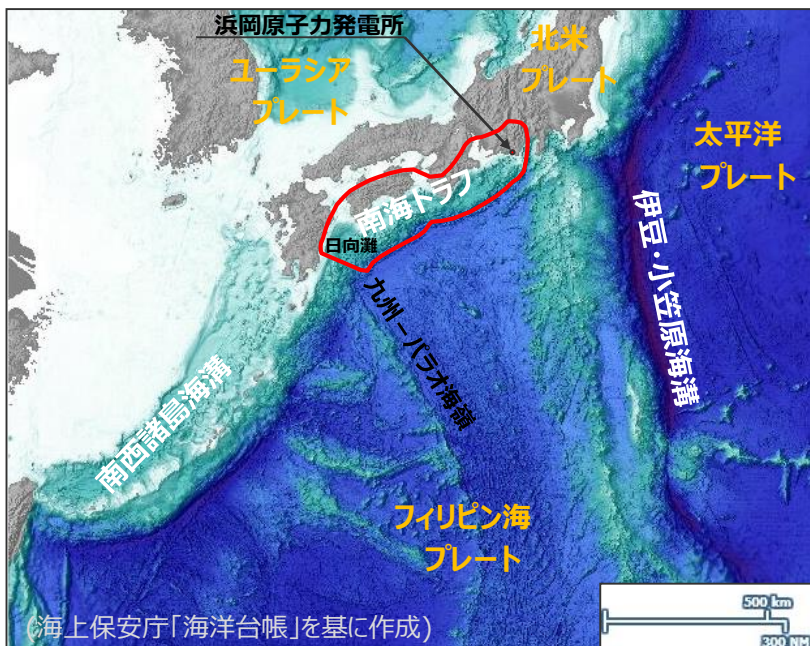 浜岡原子力発電所
北米
プレート
ユーラシア
プレート
太平洋
プレート
南海トラフ
日向灘
伊豆・小笠原海溝
九州－パラオ海嶺
南西諸島海溝
フィリピン海
プレート
(海上保安庁「海洋台帳」を基に作成)
500 km
300 NM